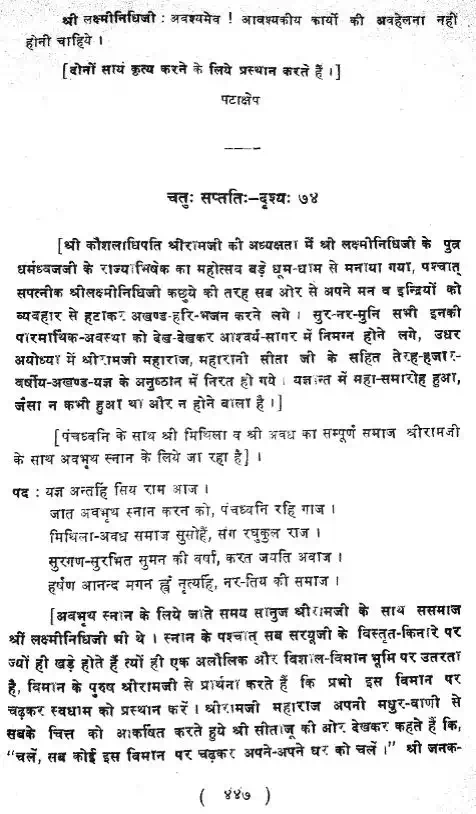 श्री लक्ष्मीनिधिजी : अवश्यमेव ! आवश्यकीय कार्यों की अवहेलना नहीं
होनी चाहिये ।
[दोनों सायं कृत्य करने के लिये प्रस्थान करते हैं ।]
पटाक्षेप
चतुः सप्ततिः–दृश्यः ७४
[श्री कौशलाधिपति श्रीरामजी की अध्यक्षता में श्री लक्ष्मीनिधिजी के पुत्र
धर्मध्वजजी के राज्याभिषेक का महोत्सव बड़े धूम-धाम से मनाया गया, पश्चात्
सपत्नीक श्रीलक्ष्मीनिधिजी कछुये की तरह सब ओर से अपने मन व इन्द्रियों को
व्यवहार से हटाकर अखण्ड-हरि-भजन करने लगे । सुर-नर-मुनि सभी इनकी
पारमार्थिक-अवस्था को देख-देखकर आश्चर्य-सागर में निमग्न होने लगे, उधर
अयोध्या में श्रीरामजी महाराज, महारानी सीता जी के सहित तेरह-हजार-
वर्षीय-अखण्ड-यज्ञ के अनुष्ठान में निरत हो गये । यज्ञान्त में महा-समारोह हुआ,
जैसा न कभी हुआ था और न होने वाला है ।]
[पंचध्वनि के साथ श्री मिथिला व श्री अवध का सम्पूर्ण समाज श्रीरामजी
के साथ अवभृथ स्नान के लिये जा रहा है] ।
पद : यज्ञ अन्तहिं सिय राम आज ।
जात अवभृथ स्नान करन को, पंचध्वनि रहि गाज ।
मिथिला-अवध समाज सुसोहैं, संग रघुकुल राज ।
सुरगण-सुरभित सुमन की वर्षा, करत जयति अवाज ।
हर्षण आनन्द मगन ह्वै नृत्यहिं, नर-तिय की समाज ।
[अवभृथ स्नान के लिये जाते समय सानुज श्रीरामजी के साथ ससमाज
श्री लक्ष्मीनिधिजी भी थे । स्नान के पश्चात् सब सरयूजी के विस्तृत-किनारे पर
ज्यों ही खड़े होते हैं त्यों ही एक अलौकिक और विशाल-विमान भूमि पर उतरता
है, विमान के पुरुष श्रीरामजी से प्रार्थना करते हैं कि प्रभो इस विमान पर
चढ़कर स्वधाम को प्रस्थान करें । श्रीरामजी महाराज अपनी मधुर-वाणी से
सबके चित्त को आकर्षित करते हुये श्री सीताजू की ओर देखकर कहते हैं कि,
"चलें, सब कोई इस विमान पर चढ़कर अपने-अपने घर को चलें ।" श्री जनक-
( ४४७ )